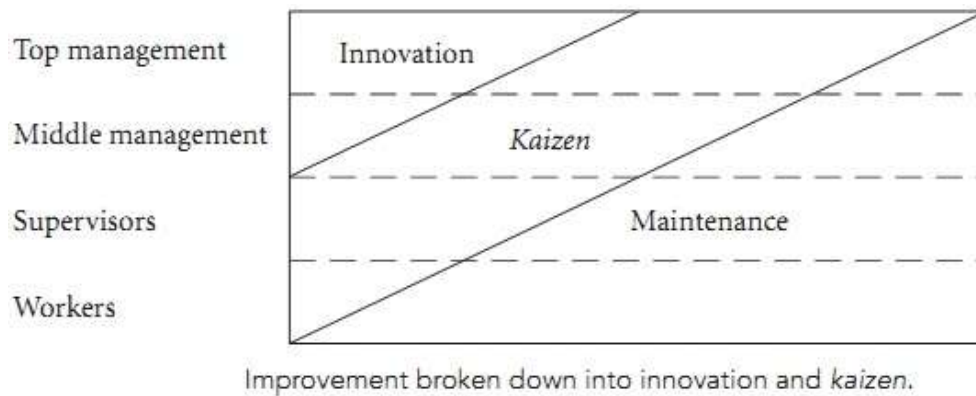 Top management
Innovation
Middle management
Kaizen
Supervisors
Maintenance
Workers
Improvement broken down into innovation and kaizen.